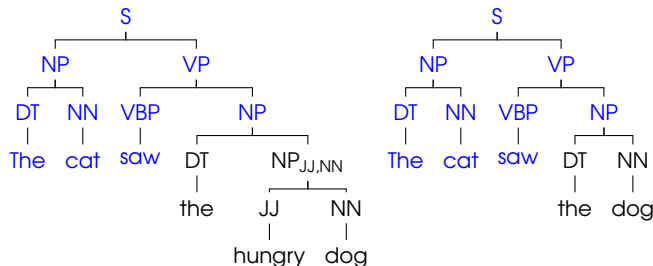 S S
NP VP NP VP
DT NN VBP NP DT NN VBP NP
The cat saw DT NP_JJ,NN The cat saw DT NN
the JJ NN the dog
hungry dog